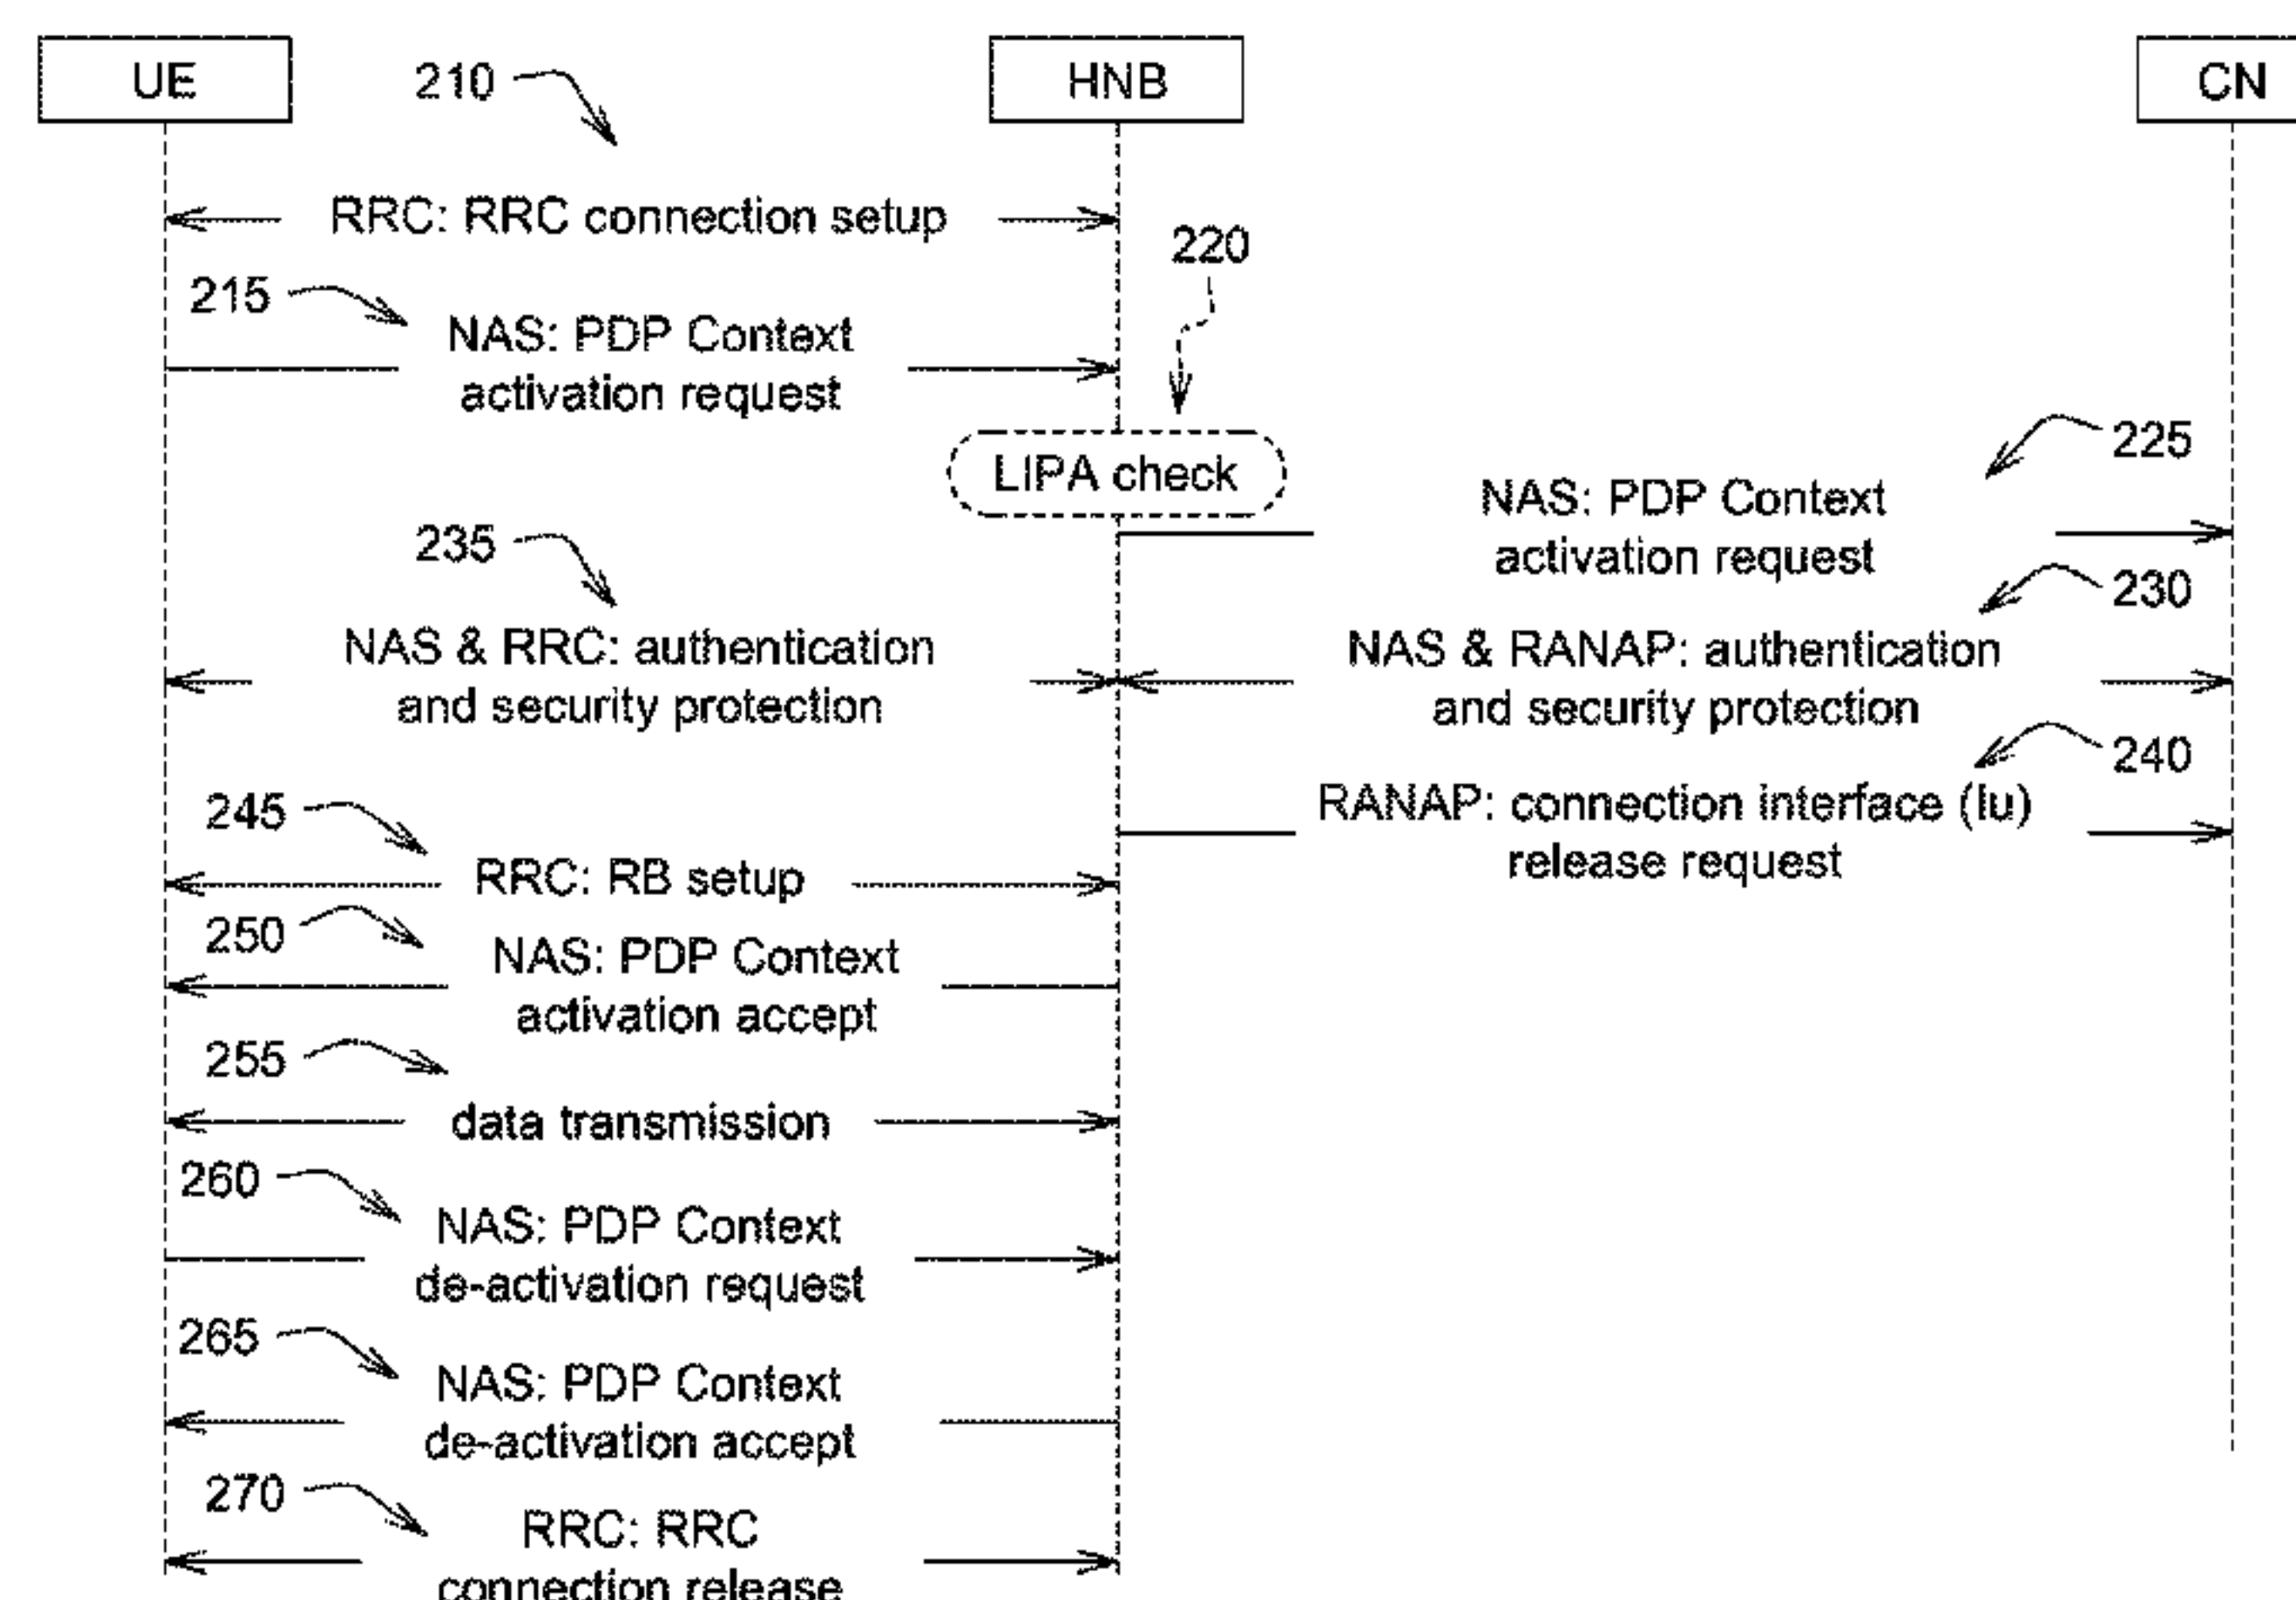 UE
210
HNB
CN
RRC: RRC connection setup
220
215
NAS: PDP Context
activation request
LIPA check
225
NAS: PDP Context
activation request
235
230
NAS & RRC: authentication
and security protection
NAS & RANAP: authentication
and security protection
240
RANAP: connection interface (Iu)
release request
245
RRC: RB setup
250
NAS: PDP Context
activation accept
255
data transmission
260
NAS: PDP Context
de-activation request
265
NAS: PDP Context
de-activation accept
270
RRC: RRC
connection release